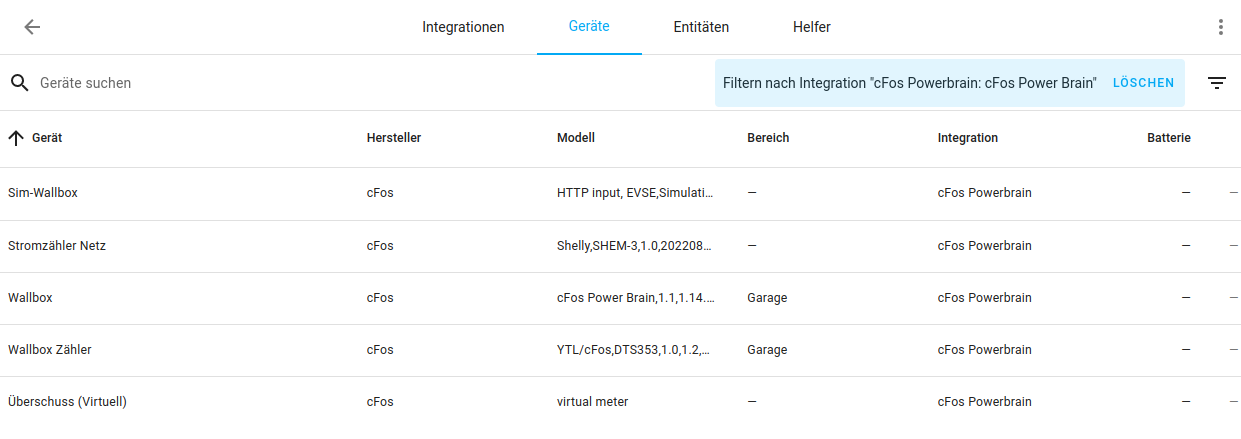 Integrationen Geräte Entitäten Helfer
Geräte suchen Filtern nach Integration "cFos Powerbrain: cFos Power Brain" LÖSCHEN
Gerät Hersteller Modell Bereich Integration Batterie
Sim-Wallbox cFos HTTP input, EVSE,Simulati... — cFos Powerbrain — —
Stromzähler Netz cFos Shelly,SHEM-3,1.0,202208... — cFos Powerbrain — —
Wallbox cFos cFos Power Brain,1.1,1.14.... Garage cFos Powerbrain — —
Wallbox Zähler cFos YTL/cFos,DTS353,1.0,1.2,... Garage cFos Powerbrain — —
Überschuss (Virtuell) cFos virtual meter — cFos Powerbrain — —